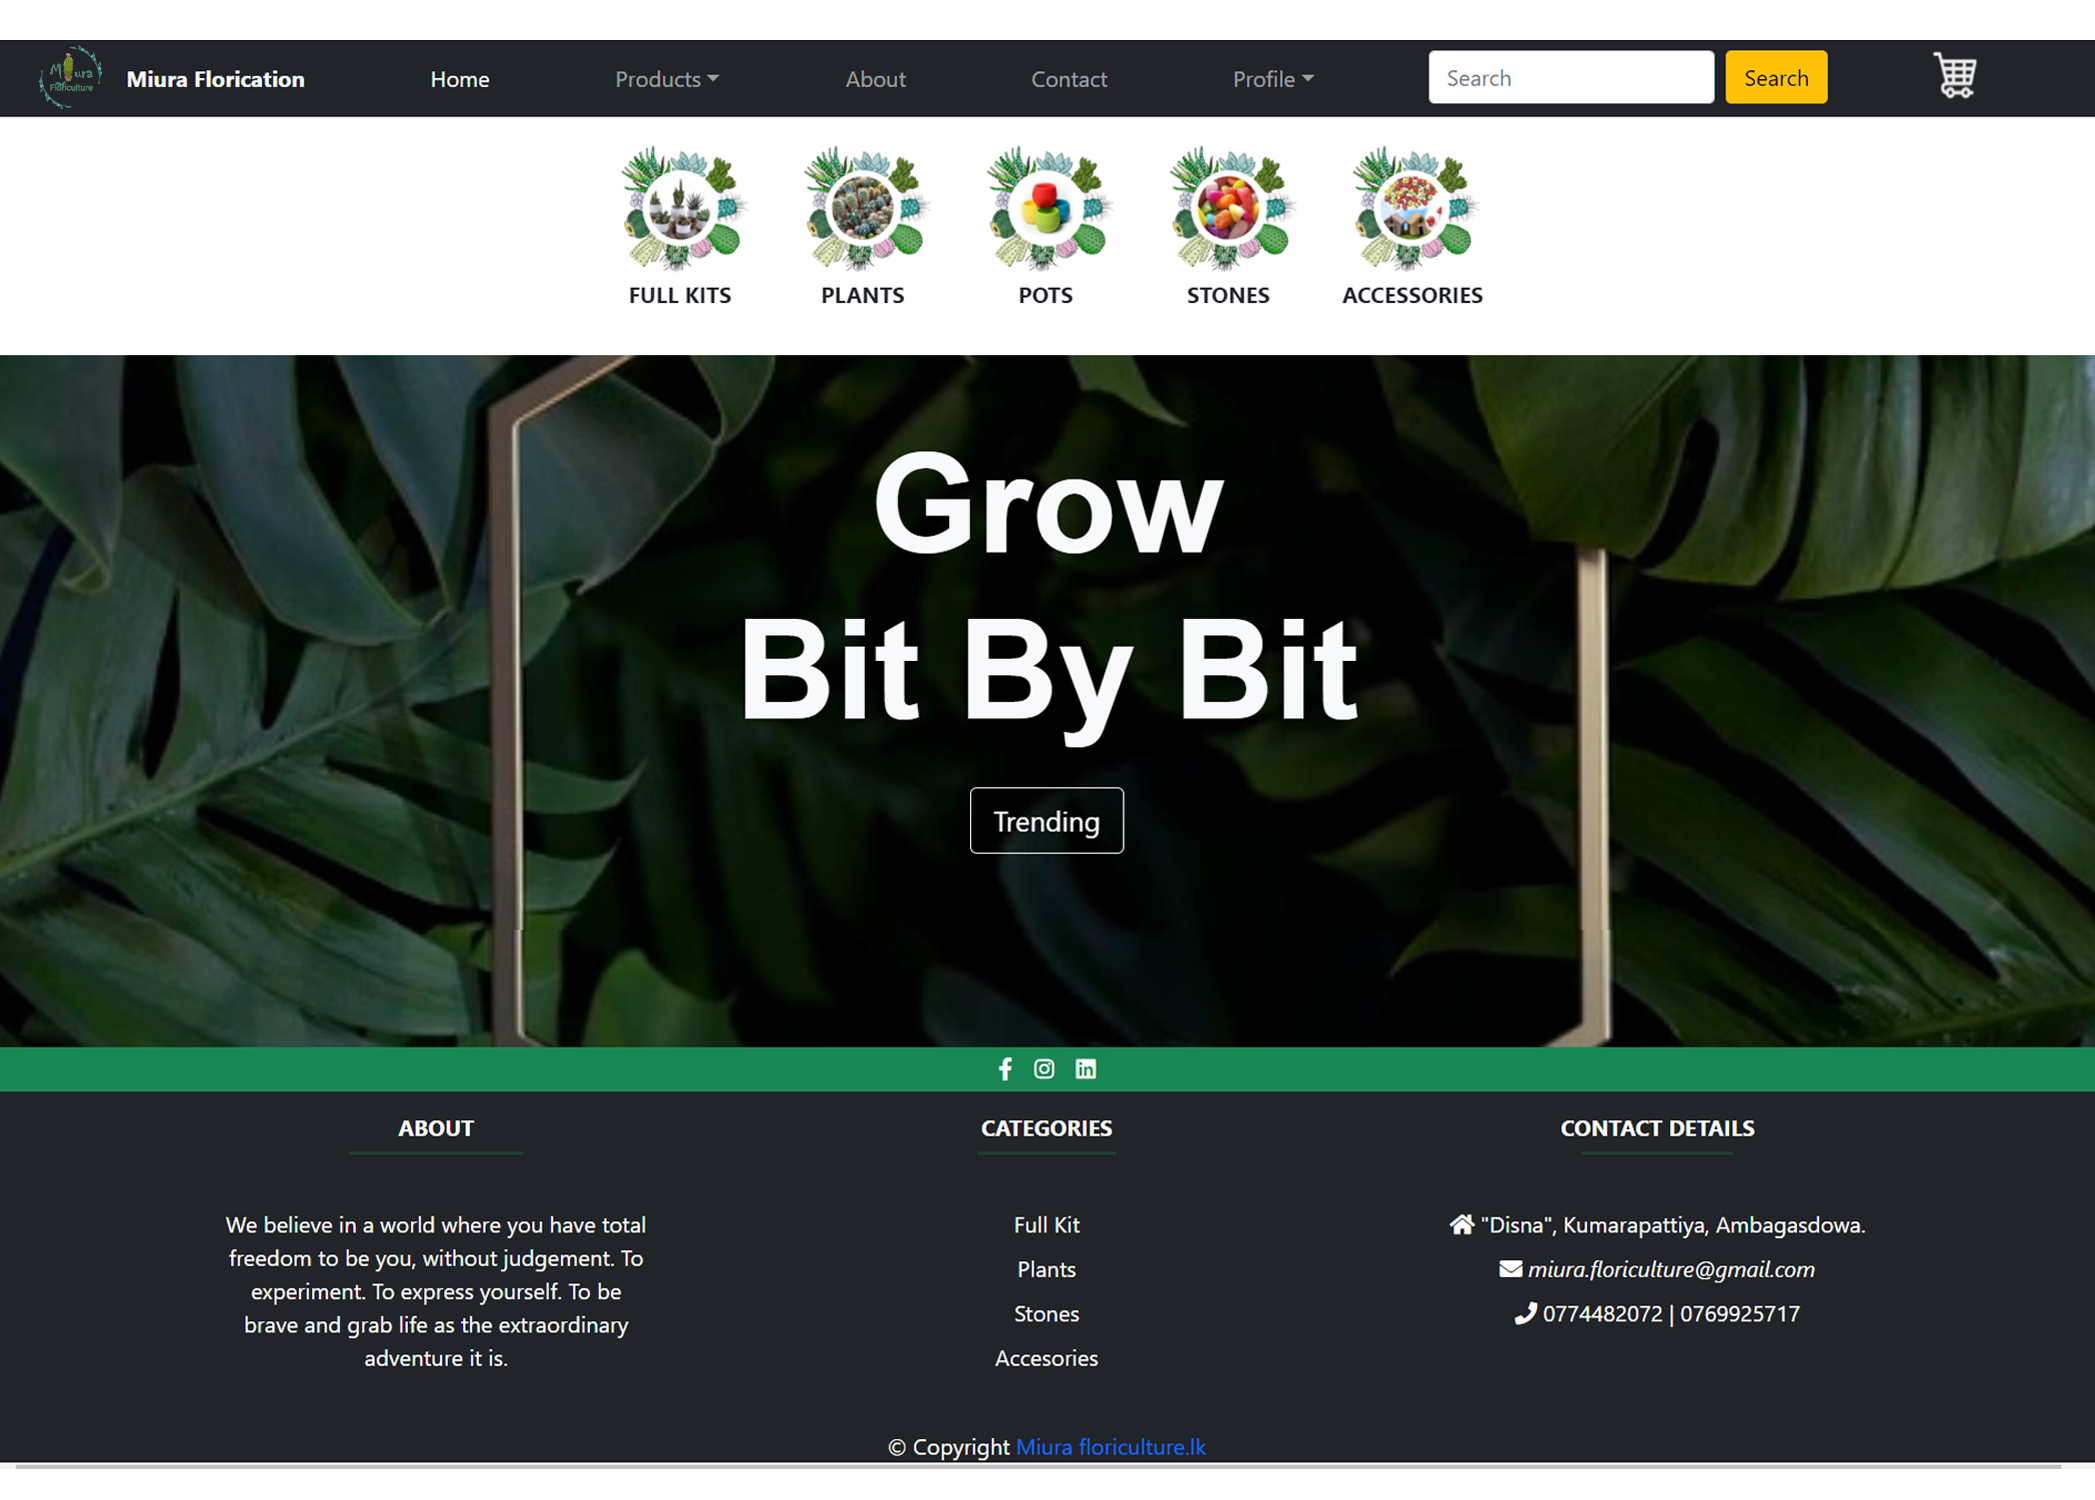 Miura
Floriculture
Miura Florication
Home
Products
About
Contact
Profile
Search
Search
FULL KITS
PLANTS
POTS
STONES
ACCESSORIES
Grow
Bit By Bit
Trending
ABOUT
We believe in a world where you have total
freedom to be you, without judgement. To
experiment. To express yourself. To be
brave and grab life as the extraordinary
adventure it is.
CATEGORIES
Full Kit
Plants
Stones
Accesories
CONTACT DETAILS
"Disna", Kumarapattiya, Ambagasdowa.
miura.floriculture@gmail.com
0774482072 | 0769925717
© Copyright Miura floriculture.lk